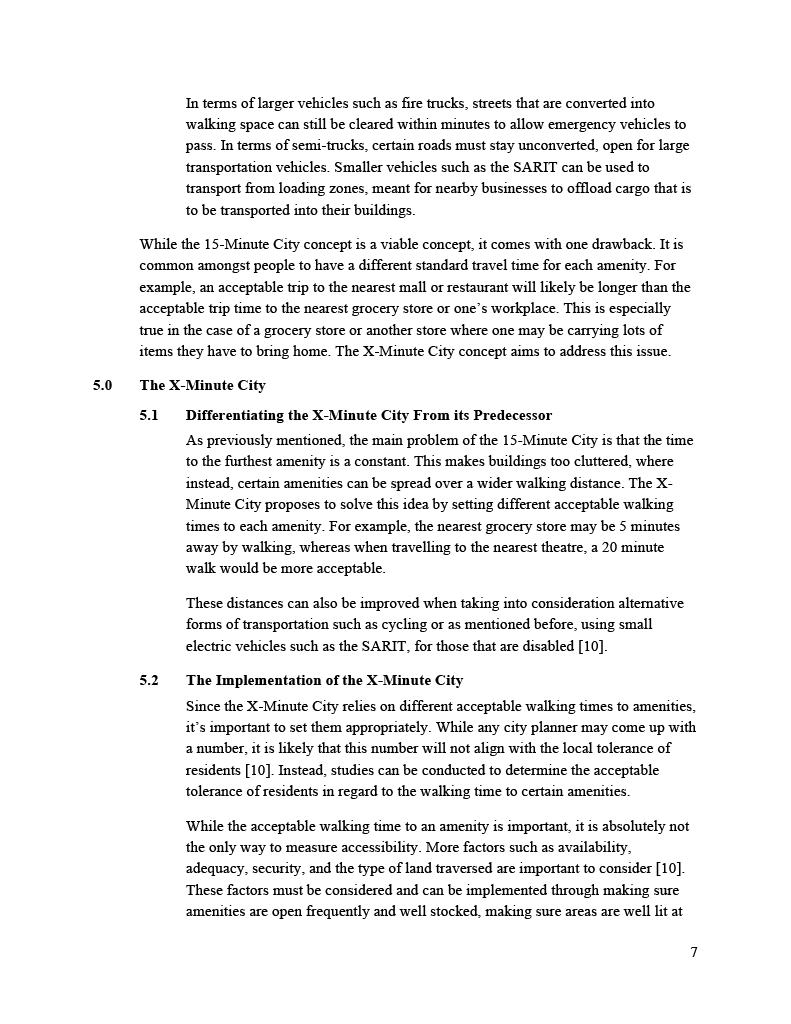 In terms of larger vehicles such as fire trucks, streets that are converted into
walking space can still be cleared within minutes to allow emergency vehicles to
pass. In terms of semi-trucks, certain roads must stay unconverted, open for large
transportation vehicles. Smaller vehicles such as the SARIT can be used to
transport from loading zones, meant for nearby businesses to offload cargo that is
to be transported into their buildings.
While the 15-Minute City concept is a viable concept, it comes with one drawback. It is
common amongst people to have a different standard travel time for each amenity. For
example, an acceptable trip to the nearest mall or restaurant will likely be longer than the
acceptable trip time to the nearest grocery store or one’s workplace. This is especially
true in the case of a grocery store or another store where one may be carrying lots of
items they have to bring home. The X-Minute City concept aims to address this issue.
5.0 The X-Minute City
5.1 Differentiating the X-Minute City From its Predecessor
As previously mentioned, the main problem of the 15-Minute City is that the time
to the furthest amenity is a constant. This makes buildings too cluttered, where
instead, certain amenities can be spread over a wider walking distance. The X-
Minute City proposes to solve this idea by setting different acceptable walking
times to each amenity. For example, the nearest grocery store may be 5 minutes
away by walking, whereas when travelling to the nearest theatre, a 20 minute
walk would be more acceptable.
These distances can also be improved when taking into consideration alternative
forms of transportation such as cycling or as mentioned before, using small
electric vehicles such as the SARIT, for those that are disabled [10].
5.2 The Implementation of the X-Minute City
Since the X-Minute City relies on different acceptable walking times to amenities,
it’s important to set them appropriately. While any city planner may come up with
a number, it is likely that this number will not align with the local tolerance of
residents [10]. Instead, studies can be conducted to determine the acceptable
tolerance of residents in regard to the walking time to certain amenities.
While the acceptable walking time to an amenity is important, it is absolutely not
the only way to measure accessibility. More factors such as availability,
adequacy, security, and the type of land traversed are important to consider [10].
These factors must be considered and can be implemented through making sure
amenities are open frequently and well stocked, making sure areas are well lit at
7